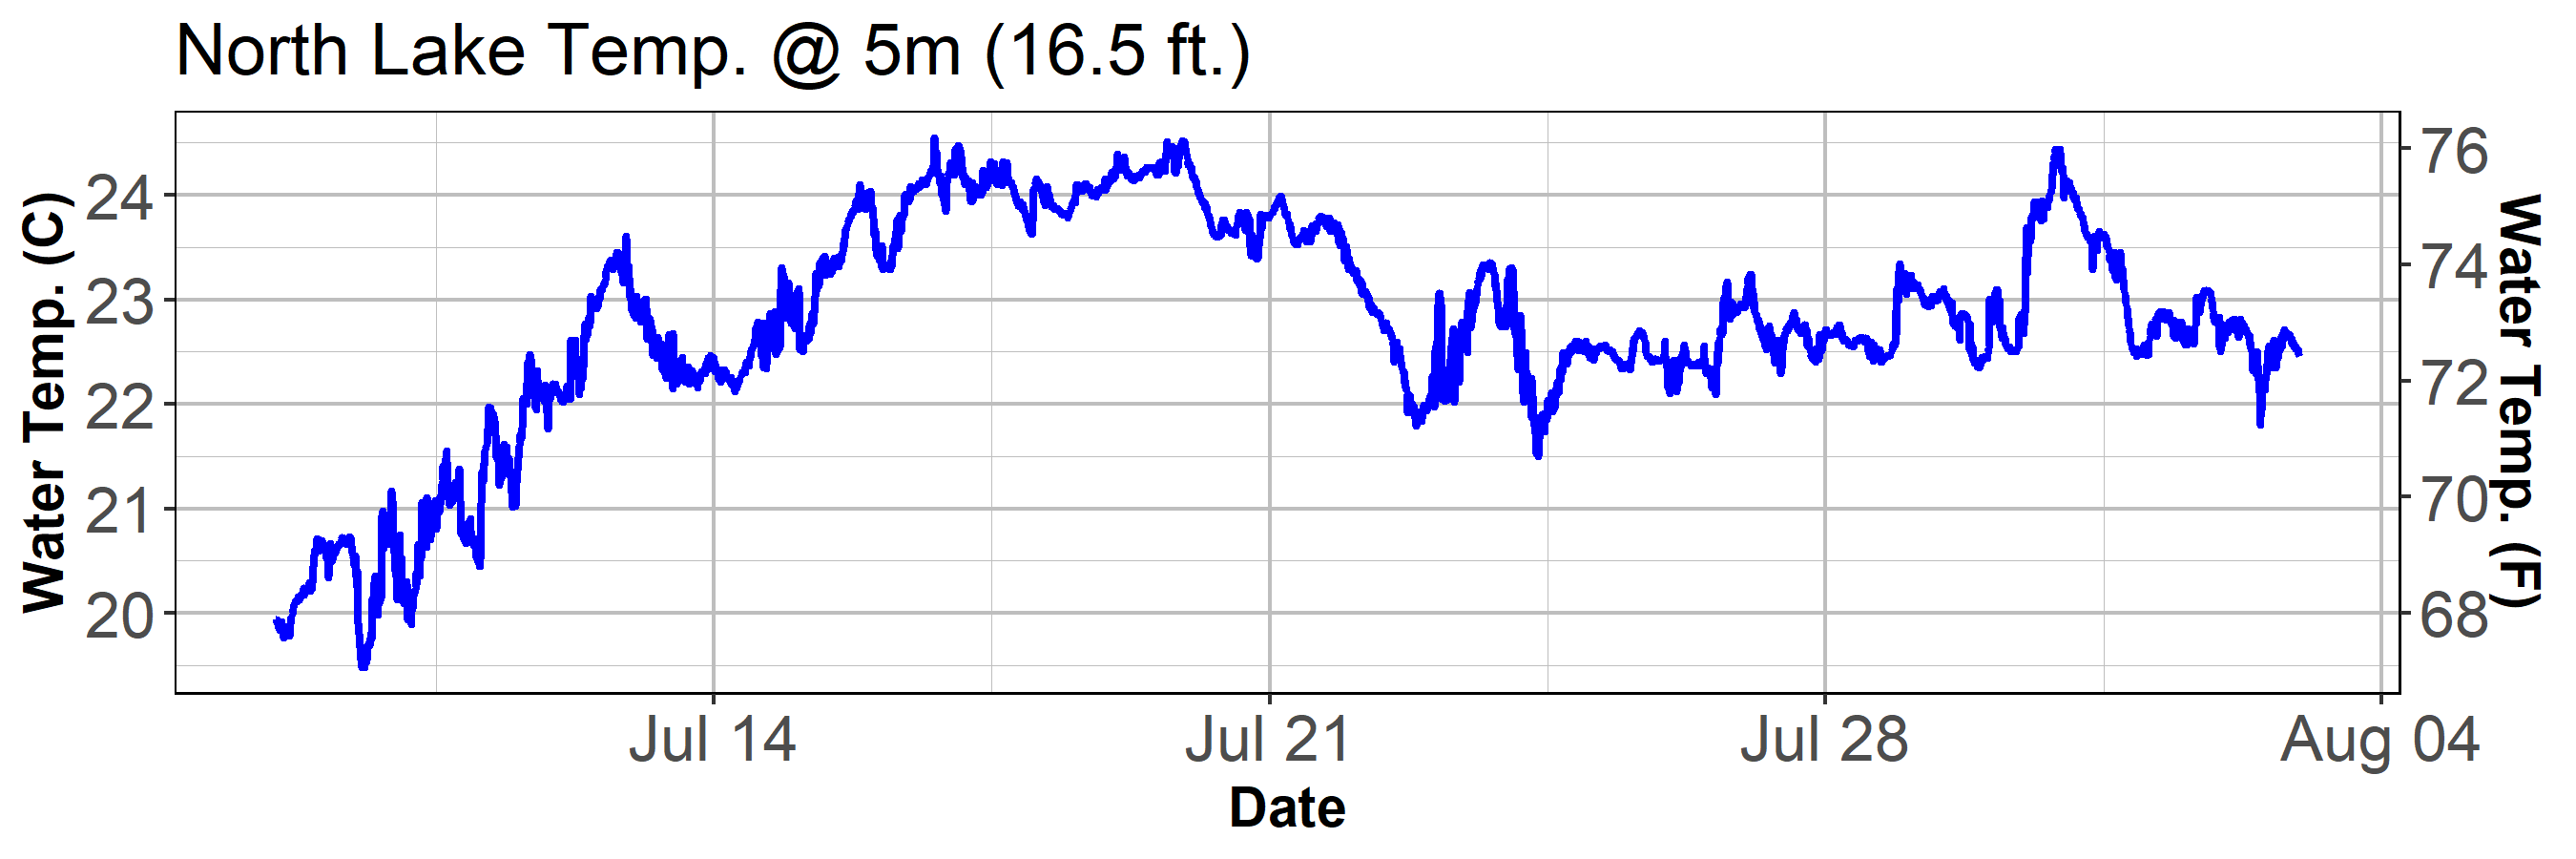 North Lake Temp. @ 5m (16.5 ft.)
Water Temp. (C)
24
23
22
21
20
76
74
72
70
68
Water Temp. (F)
Jul 14
Jul 21
Jul 28
Aug 04
Date